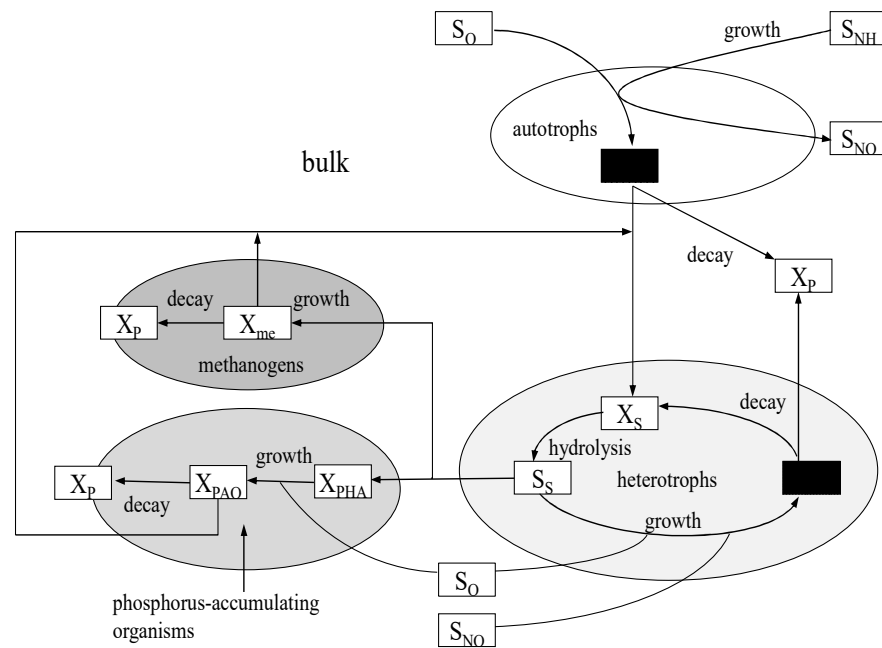 S_O
growth
S_NH
autotrophs
S_NO
bulk
decay
X_P
decay
growth
X_P
X_me
methanogens
X_S
decay
hydrolysis
growth
X_P
X_PAO
X_PHA
decay
S_S
heterotrophs
growth
S_O
phosphorus-accumulating
organisms
S_NO